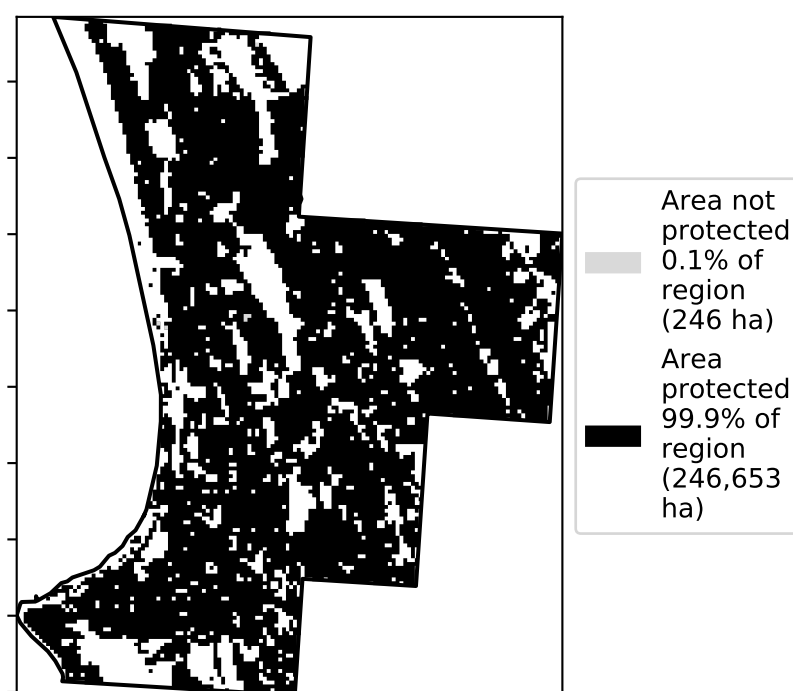 Area not
protected
0.1% of
region
(246 ha)
Area
protected
99.9% of
region
(246,653
ha)